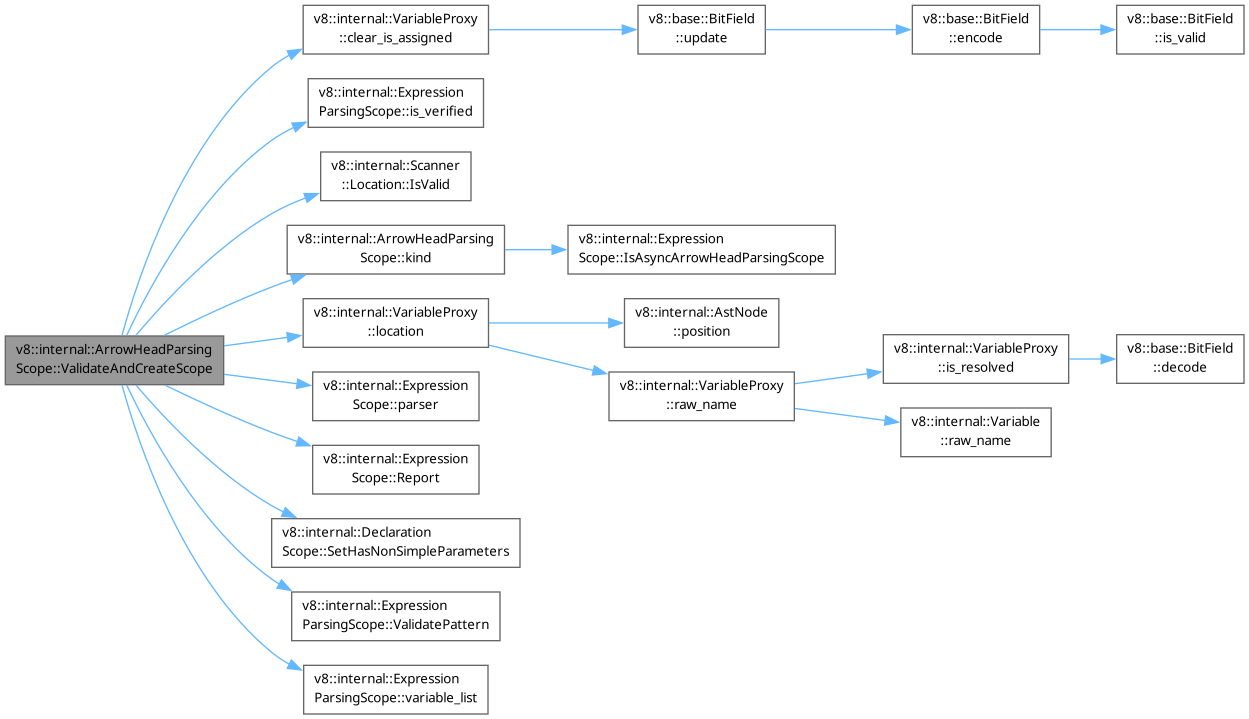 v8::internal::VariableProxy
::clear_is_assigned
v8::base::BitField
::update
v8::base::BitField
::encode
v8::base::BitField
::is_valid
v8::internal::Expression
ParsingScope::is_verified
v8::internal::Scanner
::Location::IsValid
v8::internal::ArrowHeadParsing
Scope::kind
v8::internal::Expression
Scope::IsAsyncArrowHeadParsingScope
v8::internal::VariableProxy
::location
v8::internal::AstNode
::position
v8::internal::ArrowHeadParsing
Scope::ValidateAndCreateScope
v8::internal::VariableProxy
::is_resolved
v8::base::BitField
::decode
v8::internal::Expression
Scope::parser
v8::internal::VariableProxy
::raw_name
v8::internal::Variable
::raw_name
v8::internal::Expression
Scope::Report
v8::internal::Declaration
Scope::SetHasNonSimpleParameters
v8::internal::Expression
ParsingScope::ValidatePattern
v8::internal::Expression
ParsingScope::variable_list